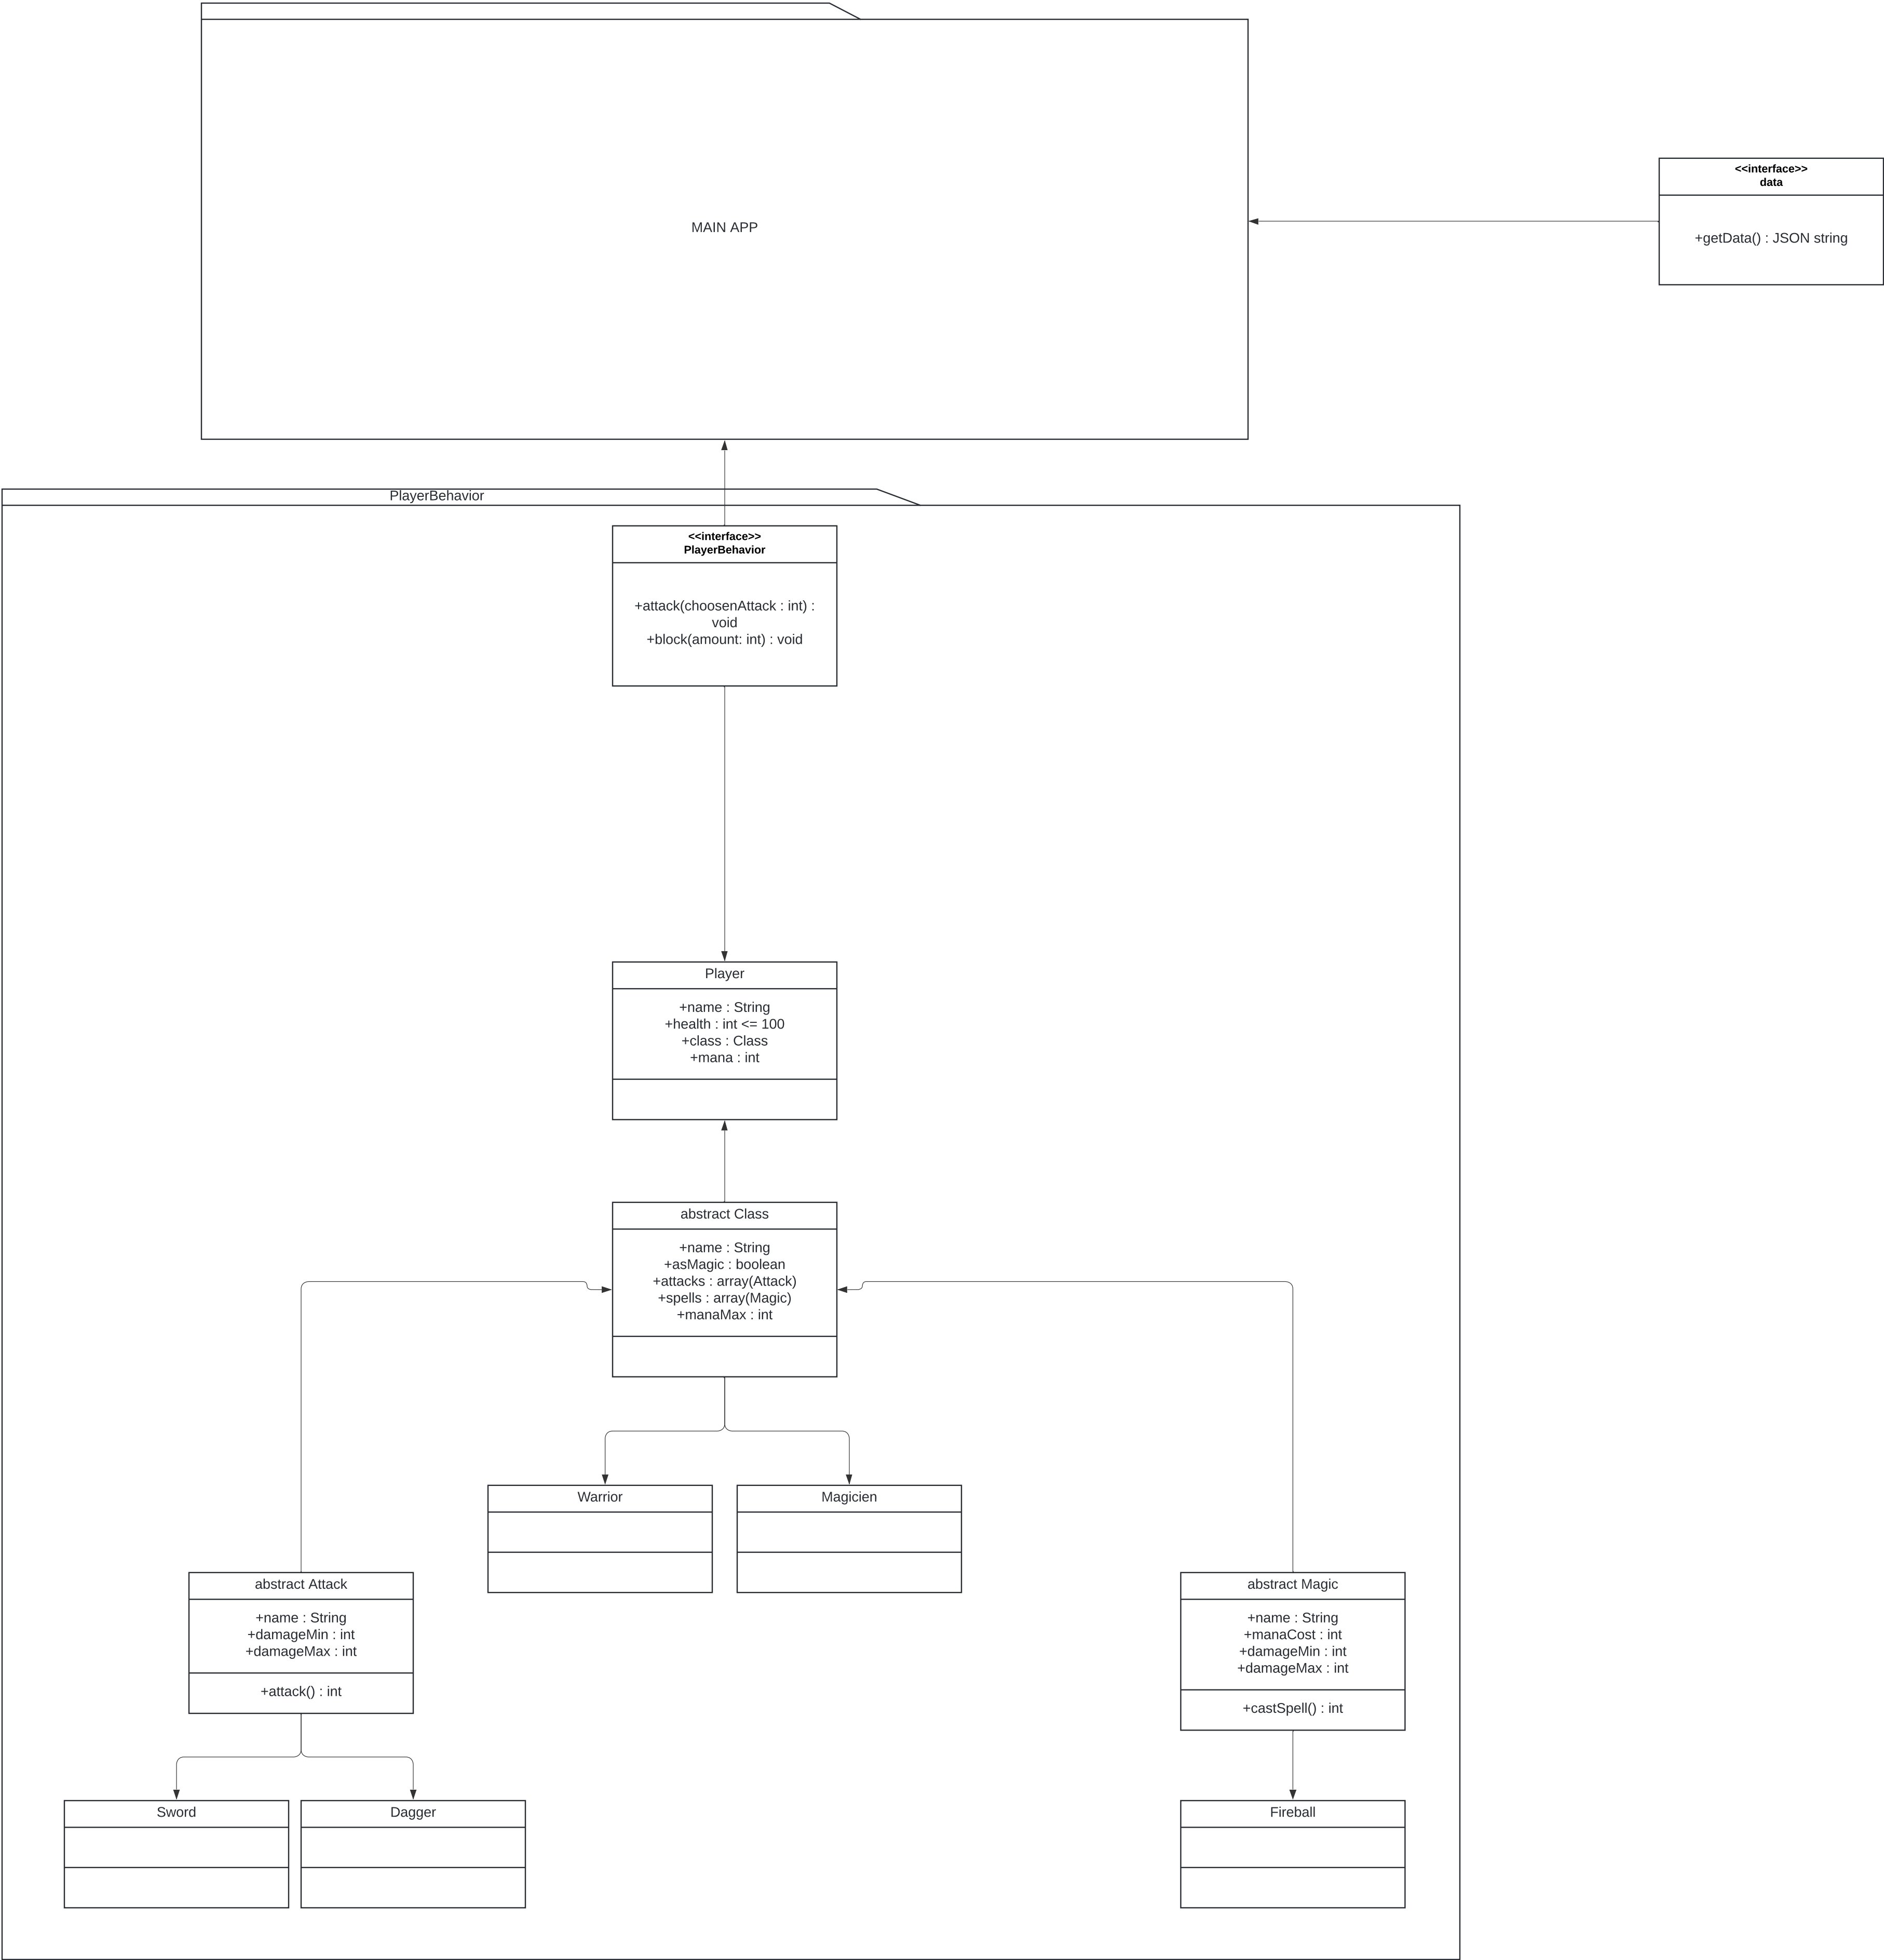 MAIN APP
<<interface>>
data
+getData() : JSON string
PlayerBehavior
<<interface>>
PlayerBehavior
+attack(choosenAttack : int) :
void
+block(amount: int) : void
Player
+name : String
+health : int <= 100
+class : Class
+mana : int
abstract Class
+name : String
+asMagic : boolean
+attacks : array(Attack)
+spells : array(Magic)
+manaMax : int
Warrior
Magicien
abstract Attack
+name : String
+damageMin : int
+damageMax : int
+attack() : int
abstract Magic
+name : String
+manaCost : int
+damageMin : int
+damageMax : int
+castSpell() : int
Sword
Dagger
Fireball